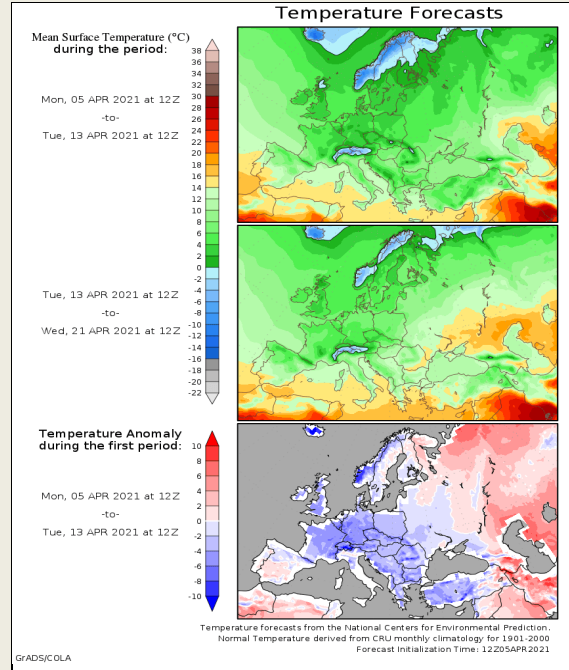 Temperature Forecasts
Mean Surface Temperature (°C)
during the period:
Mon, 05 APR 2021 at 12Z
-to-
Tue, 13 APR 2021 at 12Z
38
36
34
32
30
28
26
24
22
20
18
16
14
12
10
8
6
4
2
0
-2
-4
-6
-8
-10
-12
-14
-16
-18
-20
-22
Tue, 13 APR 2021 at 12Z
-to-
Wed, 21 APR 2021 at 12Z
Temperature Anomaly
during the first period:
Mon, 05 APR 2021 at 12Z
-to-
Tue, 13 APR 2021 at 12Z
10
8
6
4
2
0
-2
-4
-6
-8
-10
Temperature forecasts from the National Centers for Environmental Prediction.
Normal Temperature derived from CRU monthly climatology for 1901-2000
Forecast Initialization Time: 12Z05APR2021
GrADS/COLA